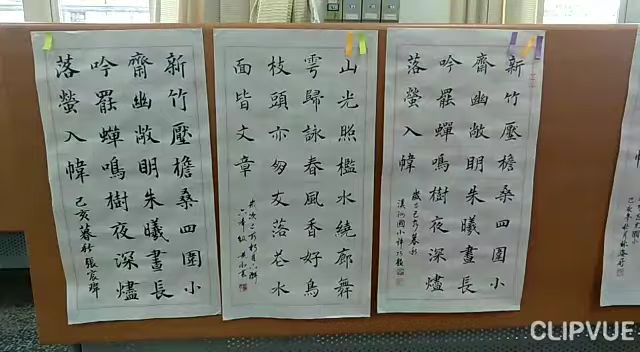 新竹壓檐桑四圍小
齋幽敞明朱曦晝長
吟罷蟬鳴樹夜深燼
落螢入幃
己亥暮秋
山光照檻水繞廊舞
雩歸詠春風香好鳥
枝頭亦朋友落花水
面皆文章
新竹壓檐桑四圍小
齋幽敞明朱曦晝長
吟罷蟬鳴樹夜深燼
落螢入幃
CLIPVUE